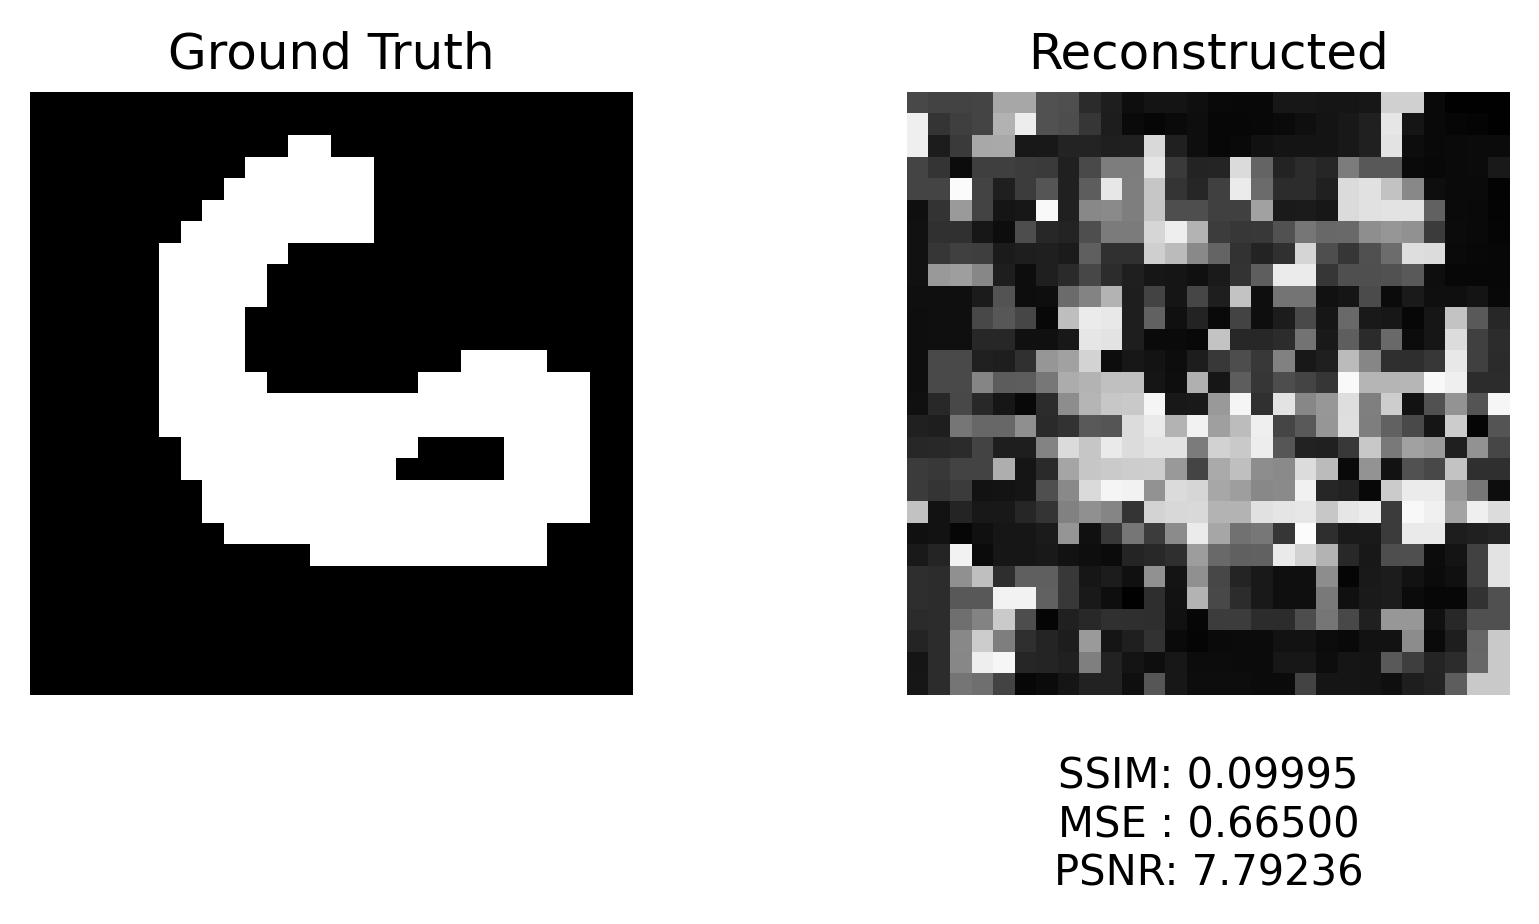 Ground Truth
Reconstructed
SSIM: 0.09995
MSE : 0.66500
PSNR: 7.79236